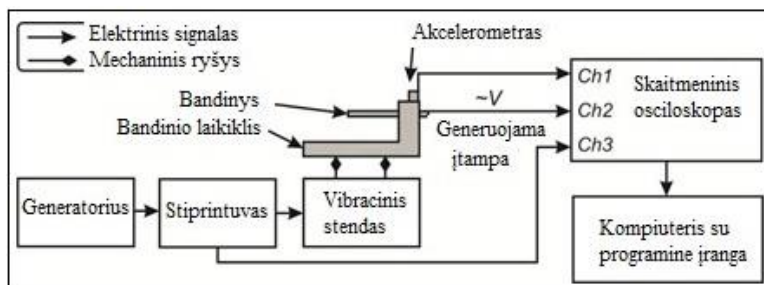 Elektrinis signalas
Mechaninis ryšys
Akcelerometras
Bandinys
Bandinio laikiklis
~V
Generuojama
įtampa
Ch1
Ch2
Ch3
Skaitmeninis
osciloskopas
Generatorius
Stiprintuvas
Vibracinis
stendas
Kompiuteris su
programine įranga